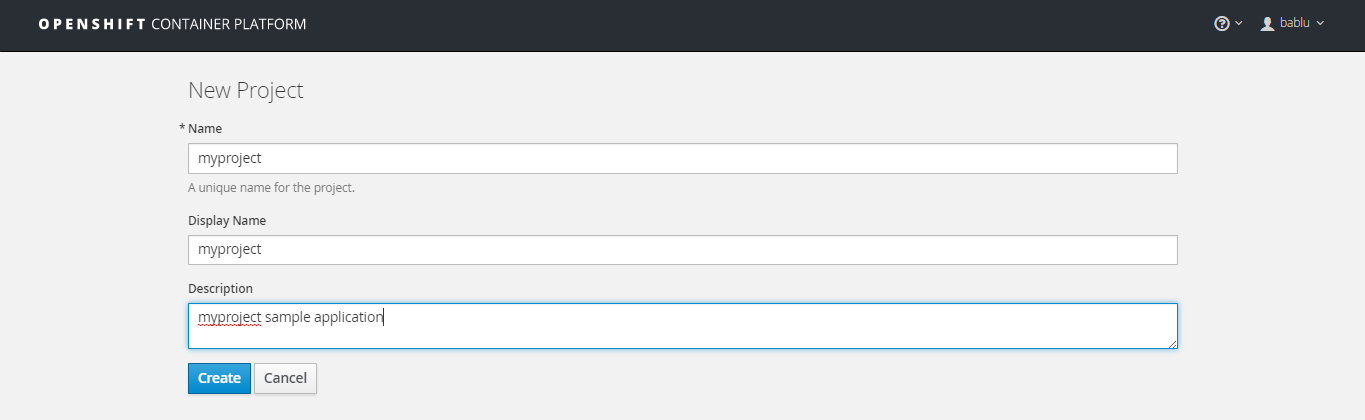 OPENSHIFT CONTAINER PLATFORM
bablu
New Project
* Name
myproject
A unique name for the project.
Display Name
myproject
Description
myproject sample application
Create Cancel